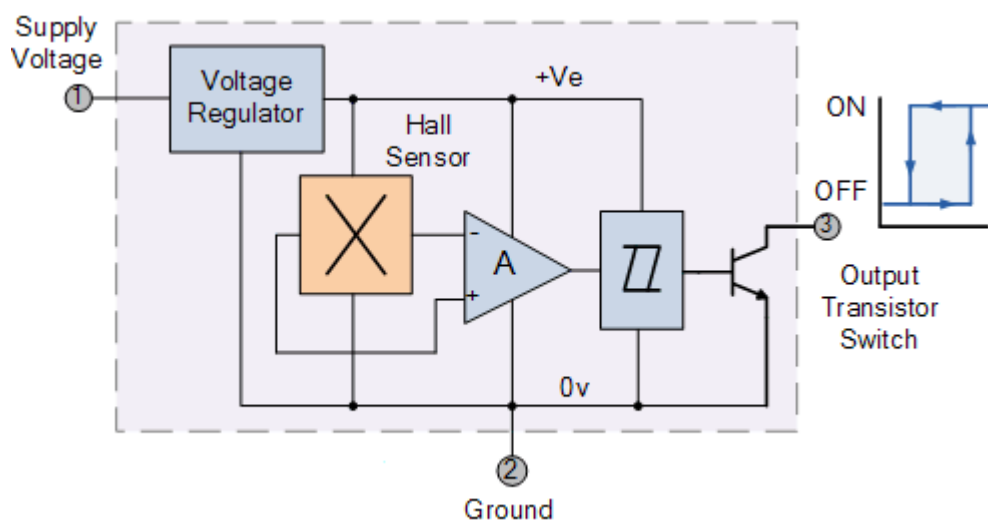 Supply
Voltage
1
Voltage
Regulator
+Ve
Hall
Sensor
-
A
+
0v
2
Ground
ON
OFF
3
Output
Transistor
Switch